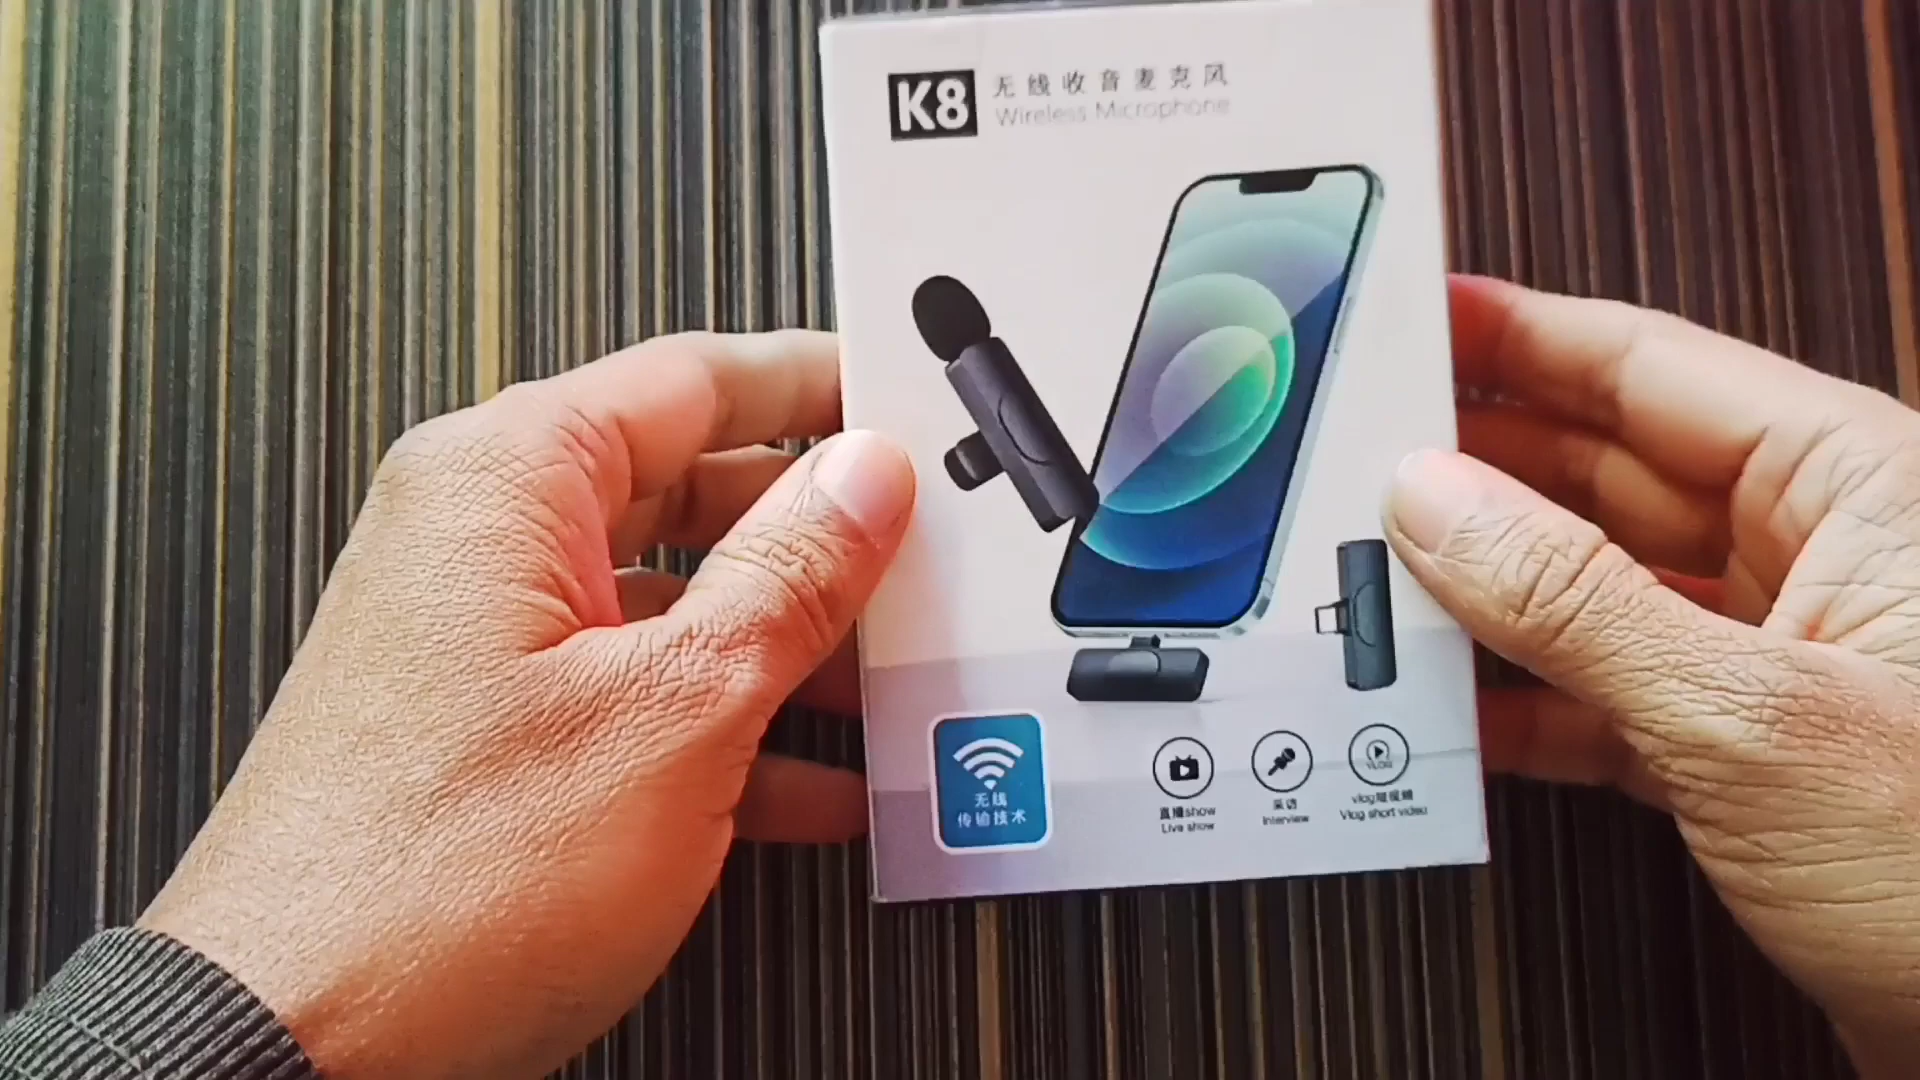 K8
无线收音麦克风
Wireless Microphone
无线
传输技术
直播show
Live show
采访
Interview
VLOG
vlog短视频
Vlog short video